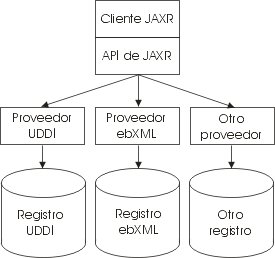 Cliente JAXR
API de JAXR
Proveedor
UDDI
Proveedor
ebXML
Otro
proveedor
Registro
UDDI
Registro
ebXML
Otro
registro